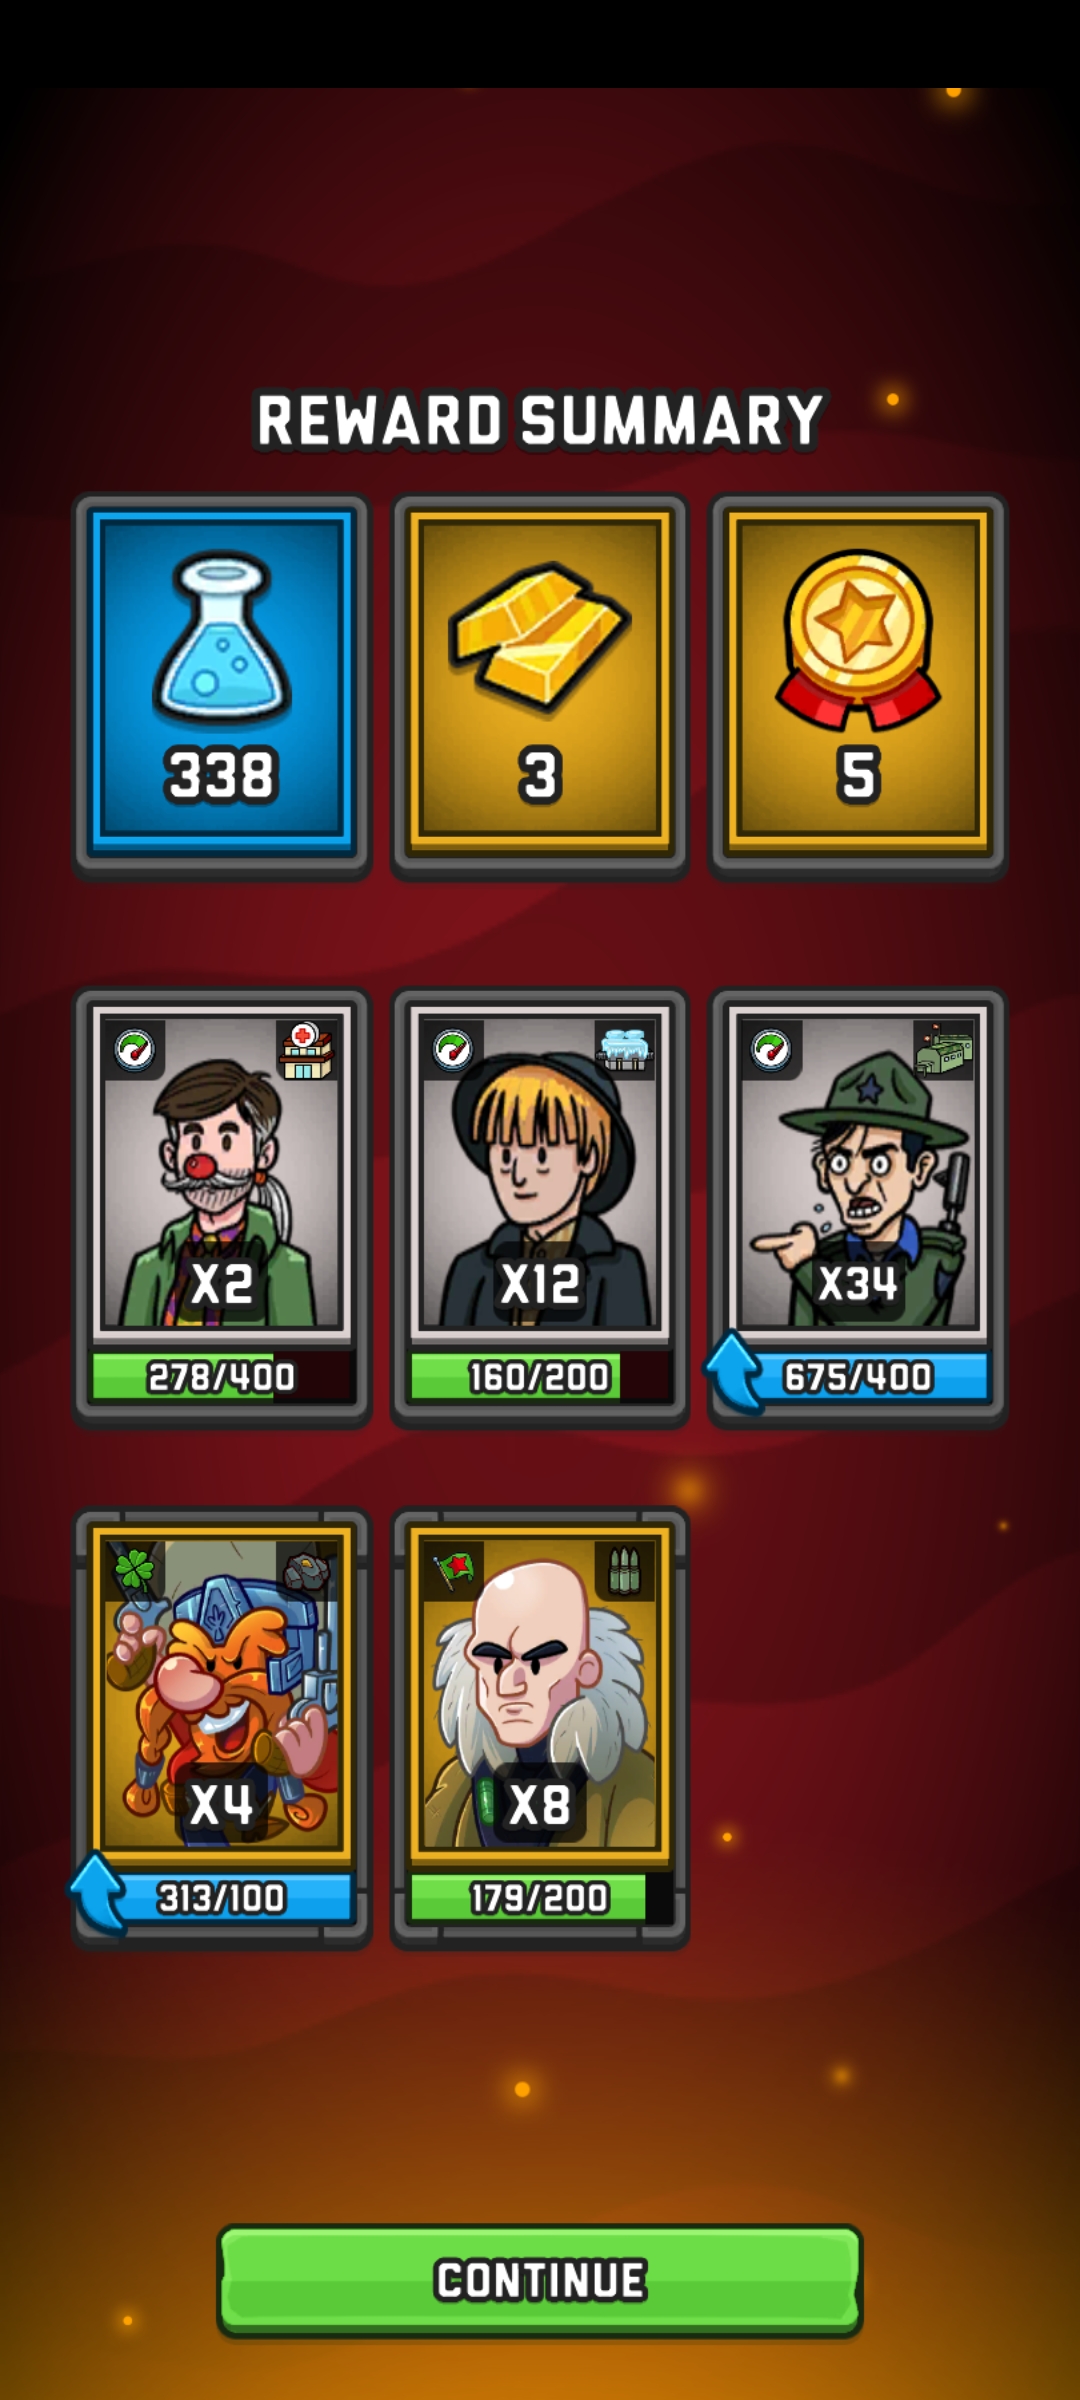 REWARD SUMMARY
338
3
5
X2
X12
X34
278/400
160/200
675/400
X4
X8
313/100
179/200
CONTINUE